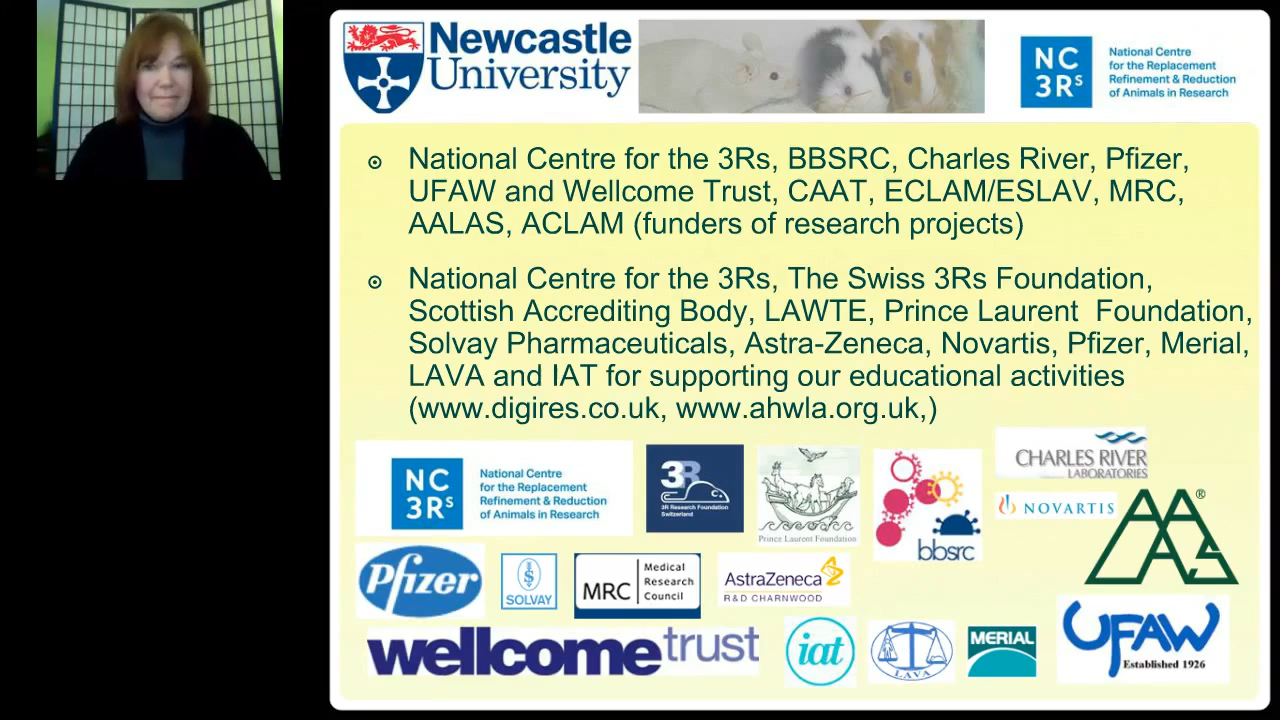 Newcastle
University
NC
3Rs
National Centre
for the Replacement
Refinement & Reduction
of Animals in Research
National Centre for the 3Rs, BBSRC, Charles River, Pfizer,
UFAW and Wellcome Trust, CAAT, ECLAM/ESLAV, MRC,
AALAS, ACLAM (funders of research projects)
National Centre for the 3Rs, The Swiss 3Rs Foundation,
Scottish Accrediting Body, LAWTE, Prince Laurent  Foundation,
Solvay Pharmaceuticals, Astra-Zeneca, Novartis, Pfizer, Merial,
LAVA and IAT for supporting our educational activities
(www.digires.co.uk, www.ahwla.org.uk,)
NC
3Rs
National Centre
for the Replacement
Refinement & Reduction
of Animals in Research
3R
3R Research Foundation
Switzerland
Prince Laurent Foundation
bbsrc
CHARLES RIVER
LABORATORIES
NOVARTIS
AALAS®
Pfizer
SOLVAY
MRC
Medical
Research
Council
AstraZeneca
R&D CHARNWOOD
wellcome trust
iat
LAVA
MERIAL
UFAW
Established 1926